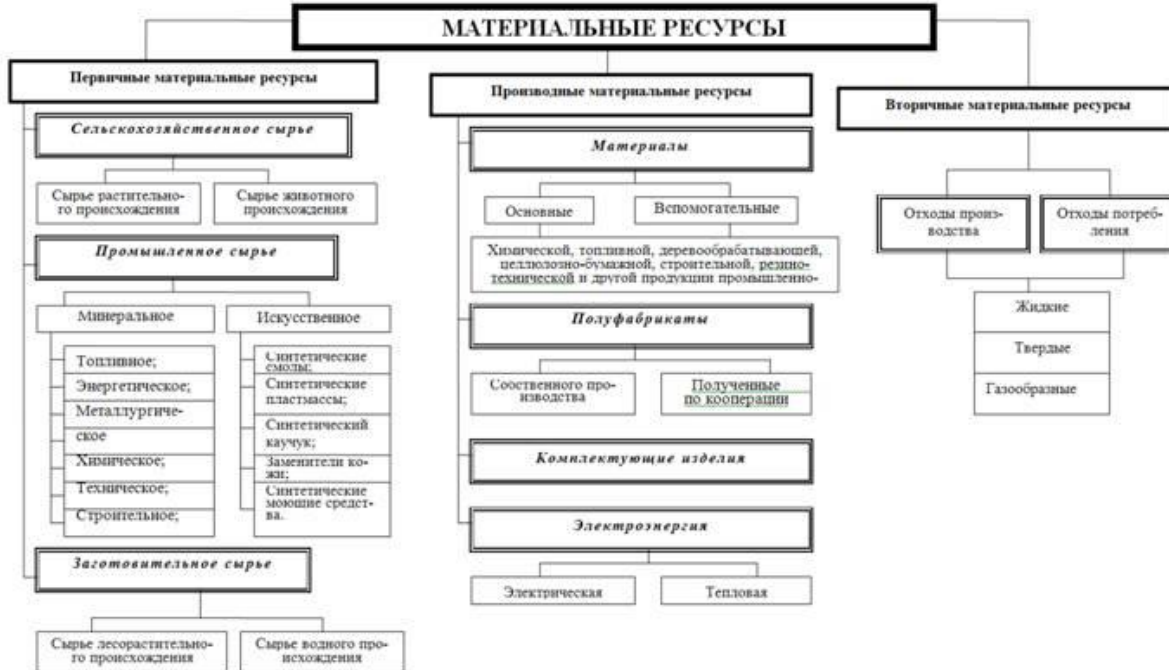 МАТЕРИАЛЬНЫЕ РЕСУРСЫ
Первичные материальные ресурсы
Сельскохозяйственное сырье
Сырье растительно-
го происхождения
Сырье животного
происхождения
Промышленное сырье
Минеральное
Топливное;
Энергетическое;
Металлургиче-
ское
Химическое;
Техническое;
Строительное;
Искусственное
Синтетические
смолы;
Синтетические
пластмассы;
Синтетический
каучук;
Заменители ко-
жи;
Синтетические
моющие средст-
ва.
Заготовительное сырье
Сырье лесорастительно-
го происхождения
Сырье водного про-
исхождения
Производные материальные ресурсы
Материалы
Основные
Вспомогательные
Химической, топливной, деревообрабатывающей,
целлюлозно-бумажной, строительной, резино-
технической и другой продукции промышленно-
Полуфабрикаты
Собственного про-
изводства
Полученные
по кооперации
Комплектующие изделия
Электроэнергия
Электрическая
Тепловая
Вторичные материальные ресурсы
Отходы произ-
водства
Отходы потреб-
ления
Жидкие
Твердые
Газообразные